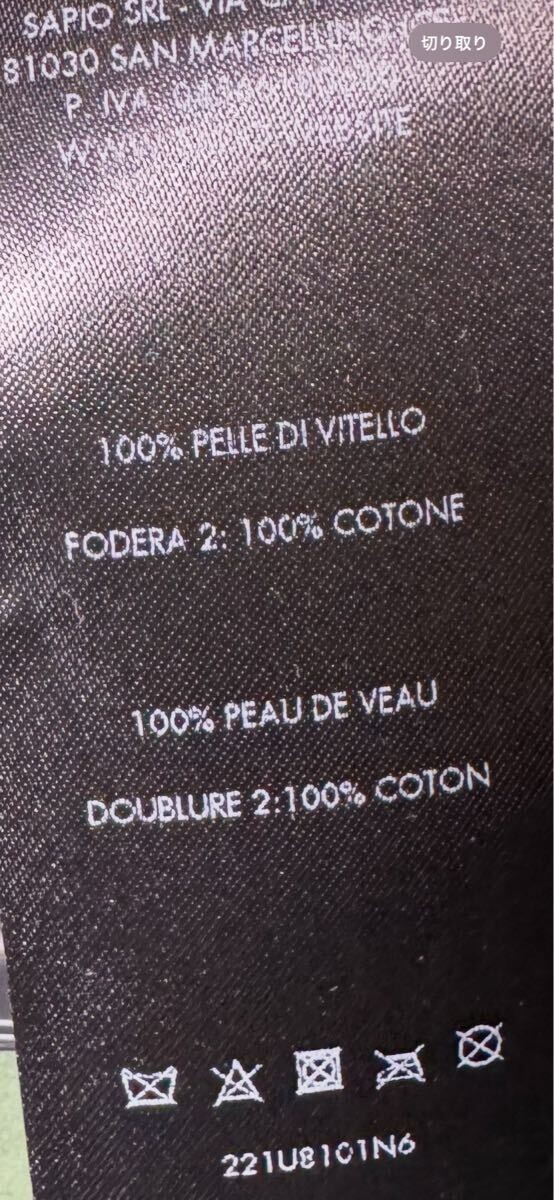 SAPIO SRL - VIA
切り取り
81030 SAN MARCELLINO
P. IVA
100% PELLE DI VITELLO
FODERA 2: 100% COTONE
100% PEAU DE VEAU
DOUBLURE 2:100% COTON
221U8101N6